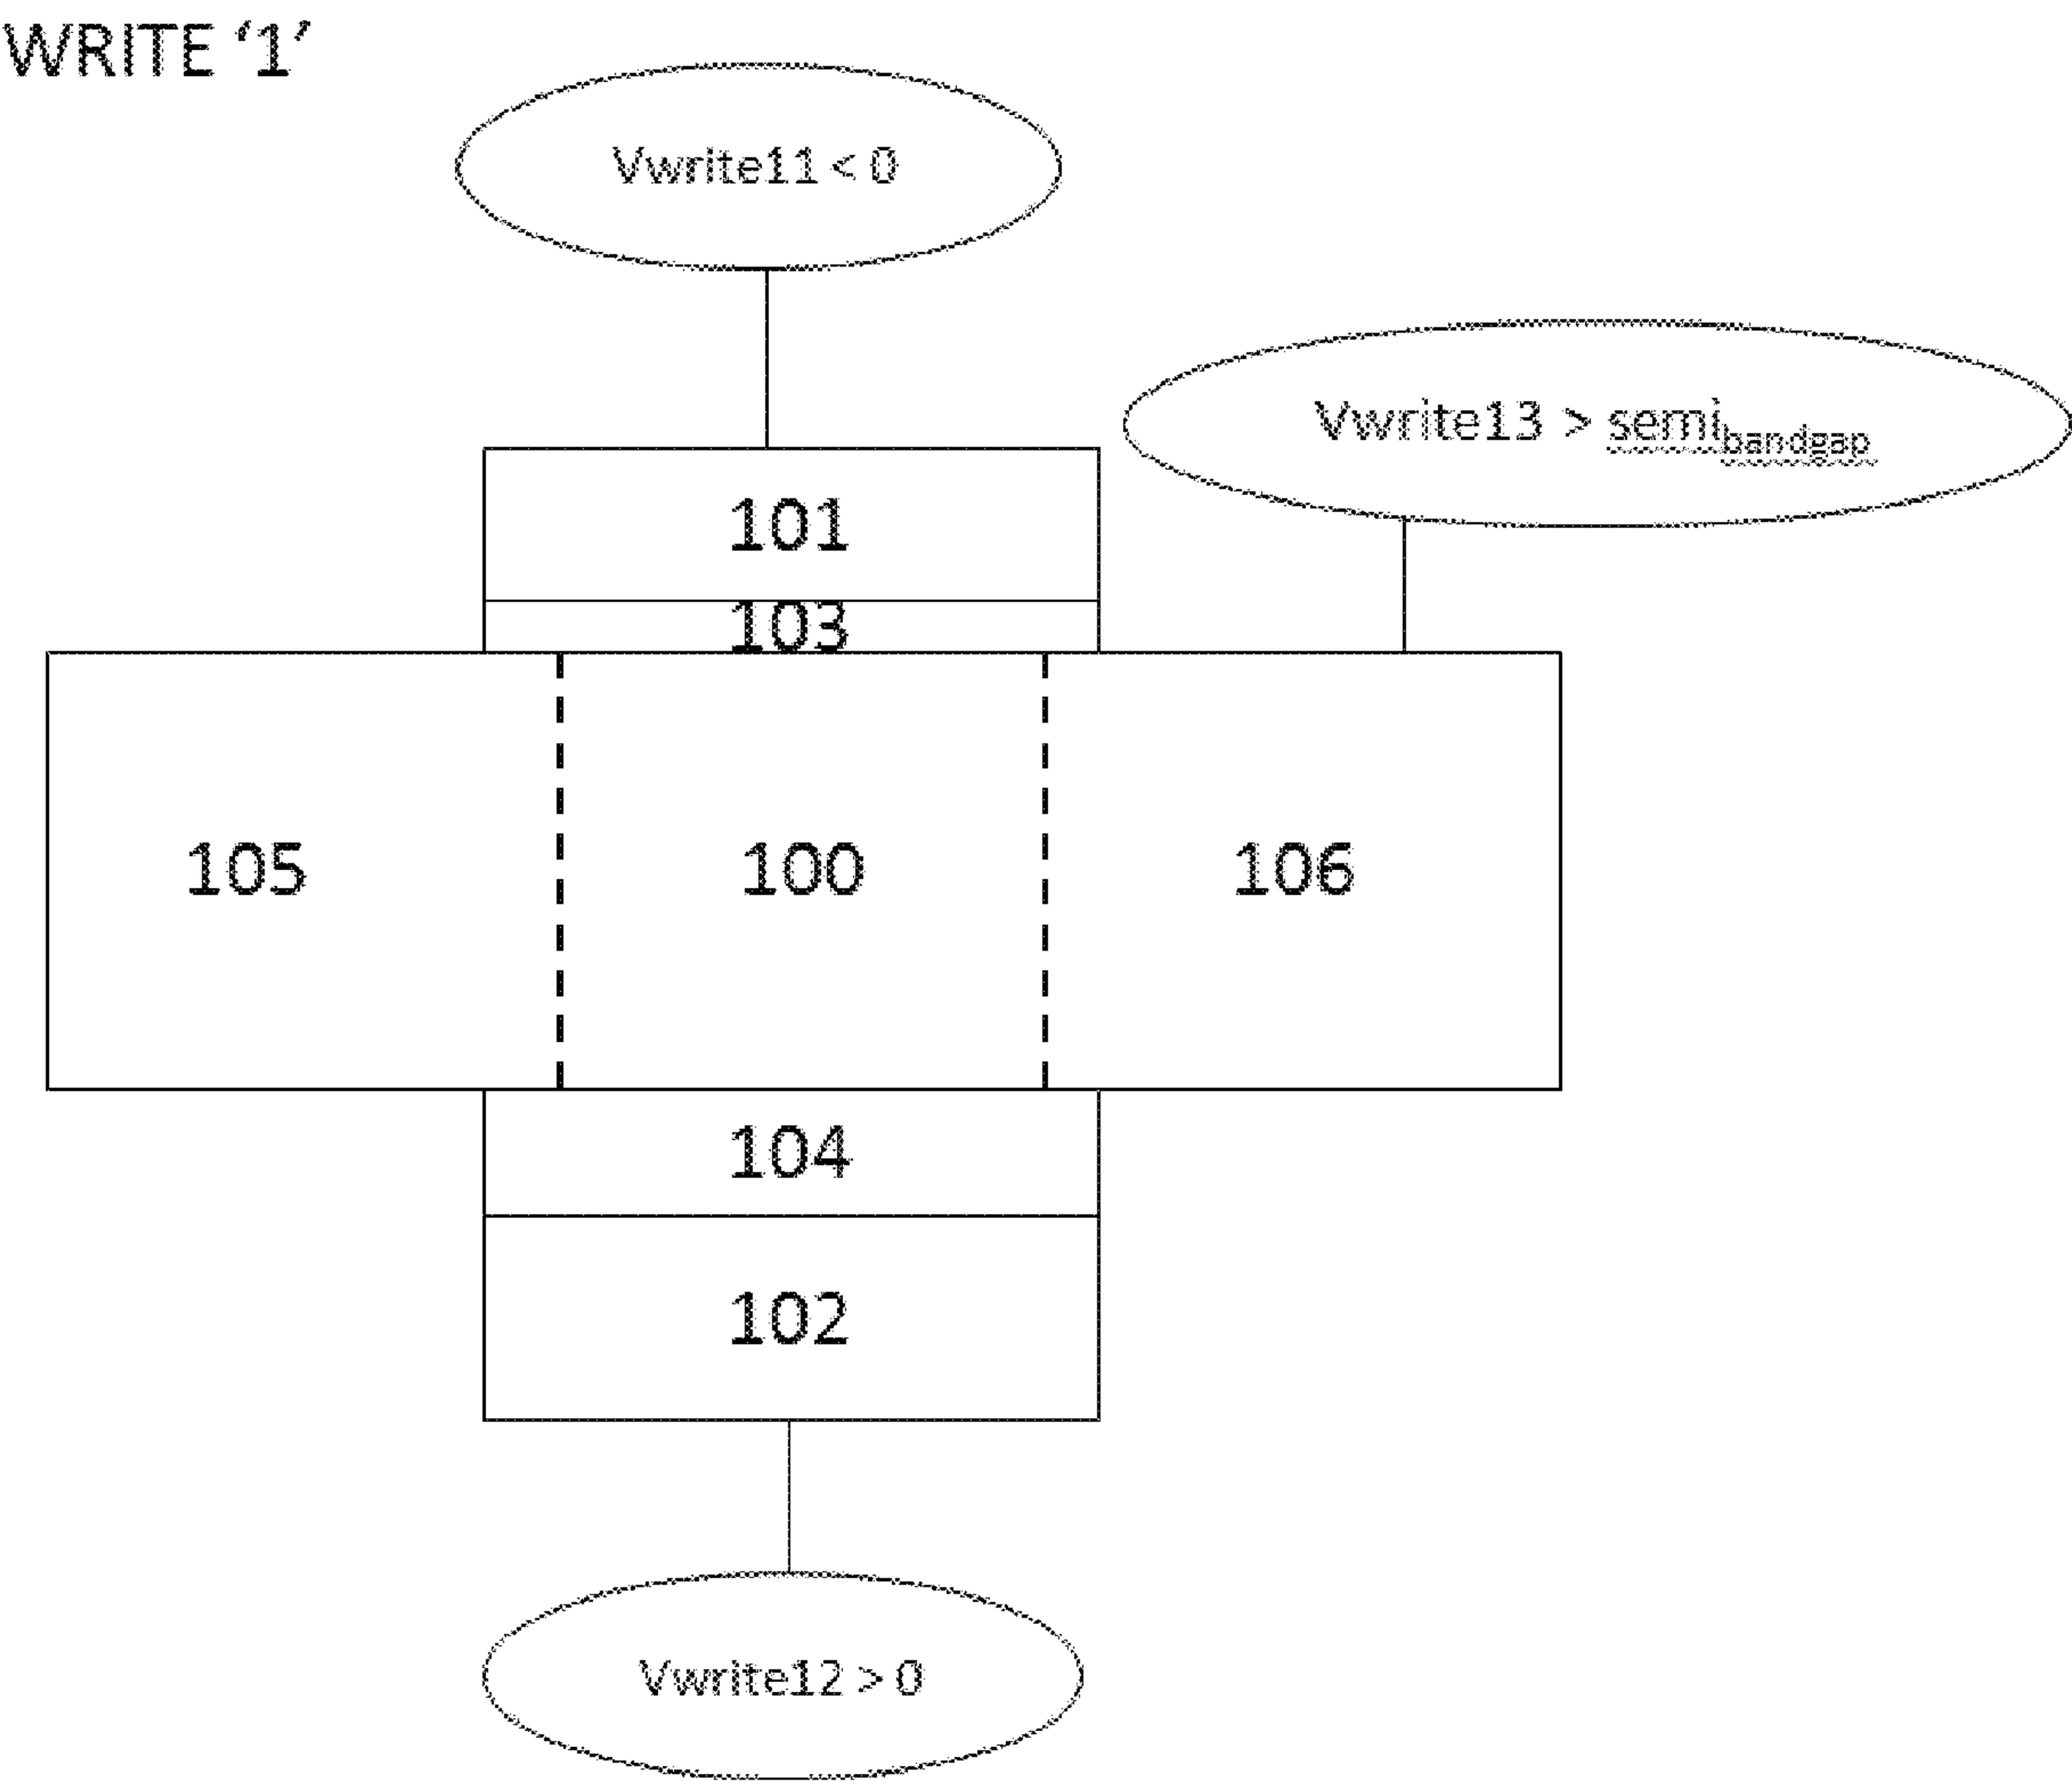 WRITE ‘1’
Vwrite11 < 0
Vwrite13 > semibandgap
101
103
105
100
106
104
102
Vwrite12 > 0